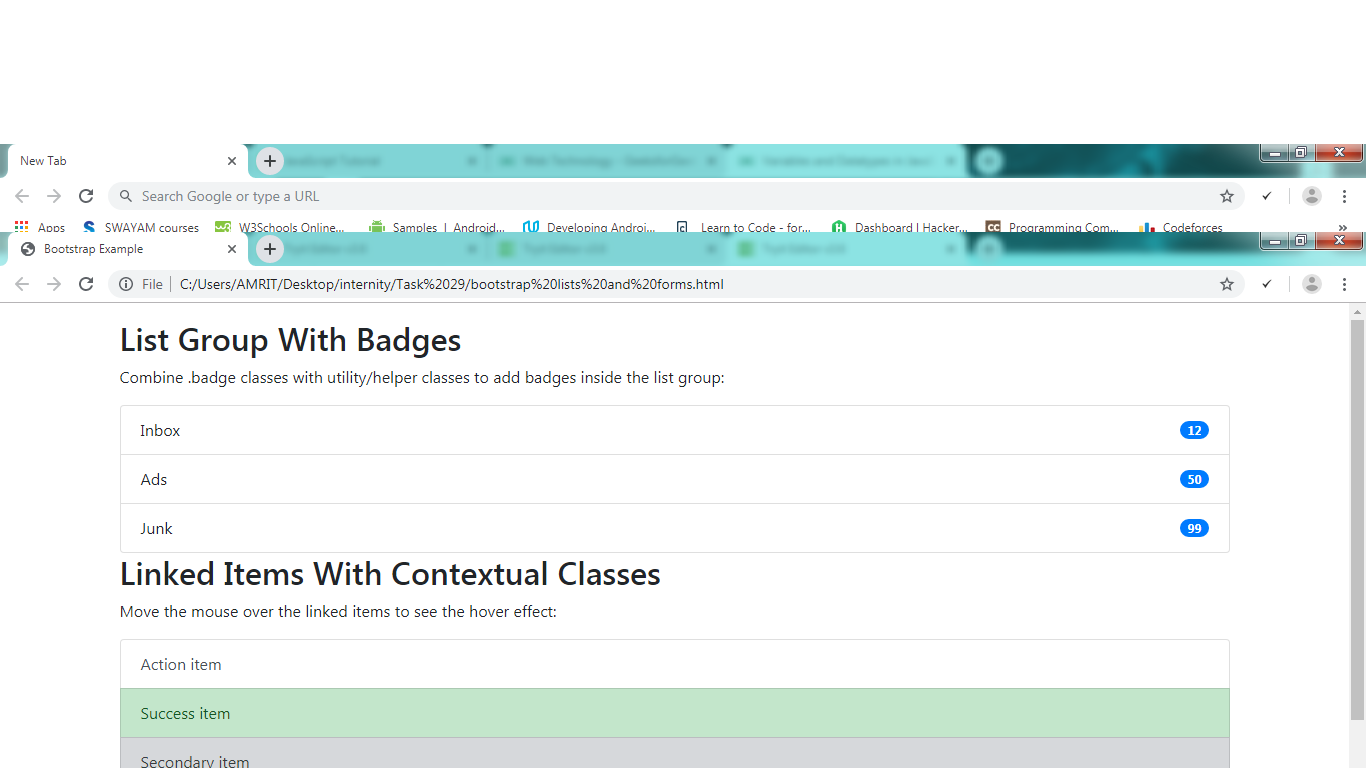 New Tab
Search Google or type a URL
Apps SWAYAM courses W3Schools Online... Samples | Android... Developing Androi... Learn to Code - for... Dashboard | Hacker... Programming Com... Codeforces »
Bootstrap Example
File | C:/Users/AMRIT/Desktop/internity/Task%2029/bootstrap%20lists%20and%20forms.html
List Group With Badges
Combine .badge classes with utility/helper classes to add badges inside the list group:
Inbox 12
Ads 50
Junk 99
Linked Items With Contextual Classes
Move the mouse over the linked items to see the hover effect:
Action item
Success item
Secondary item